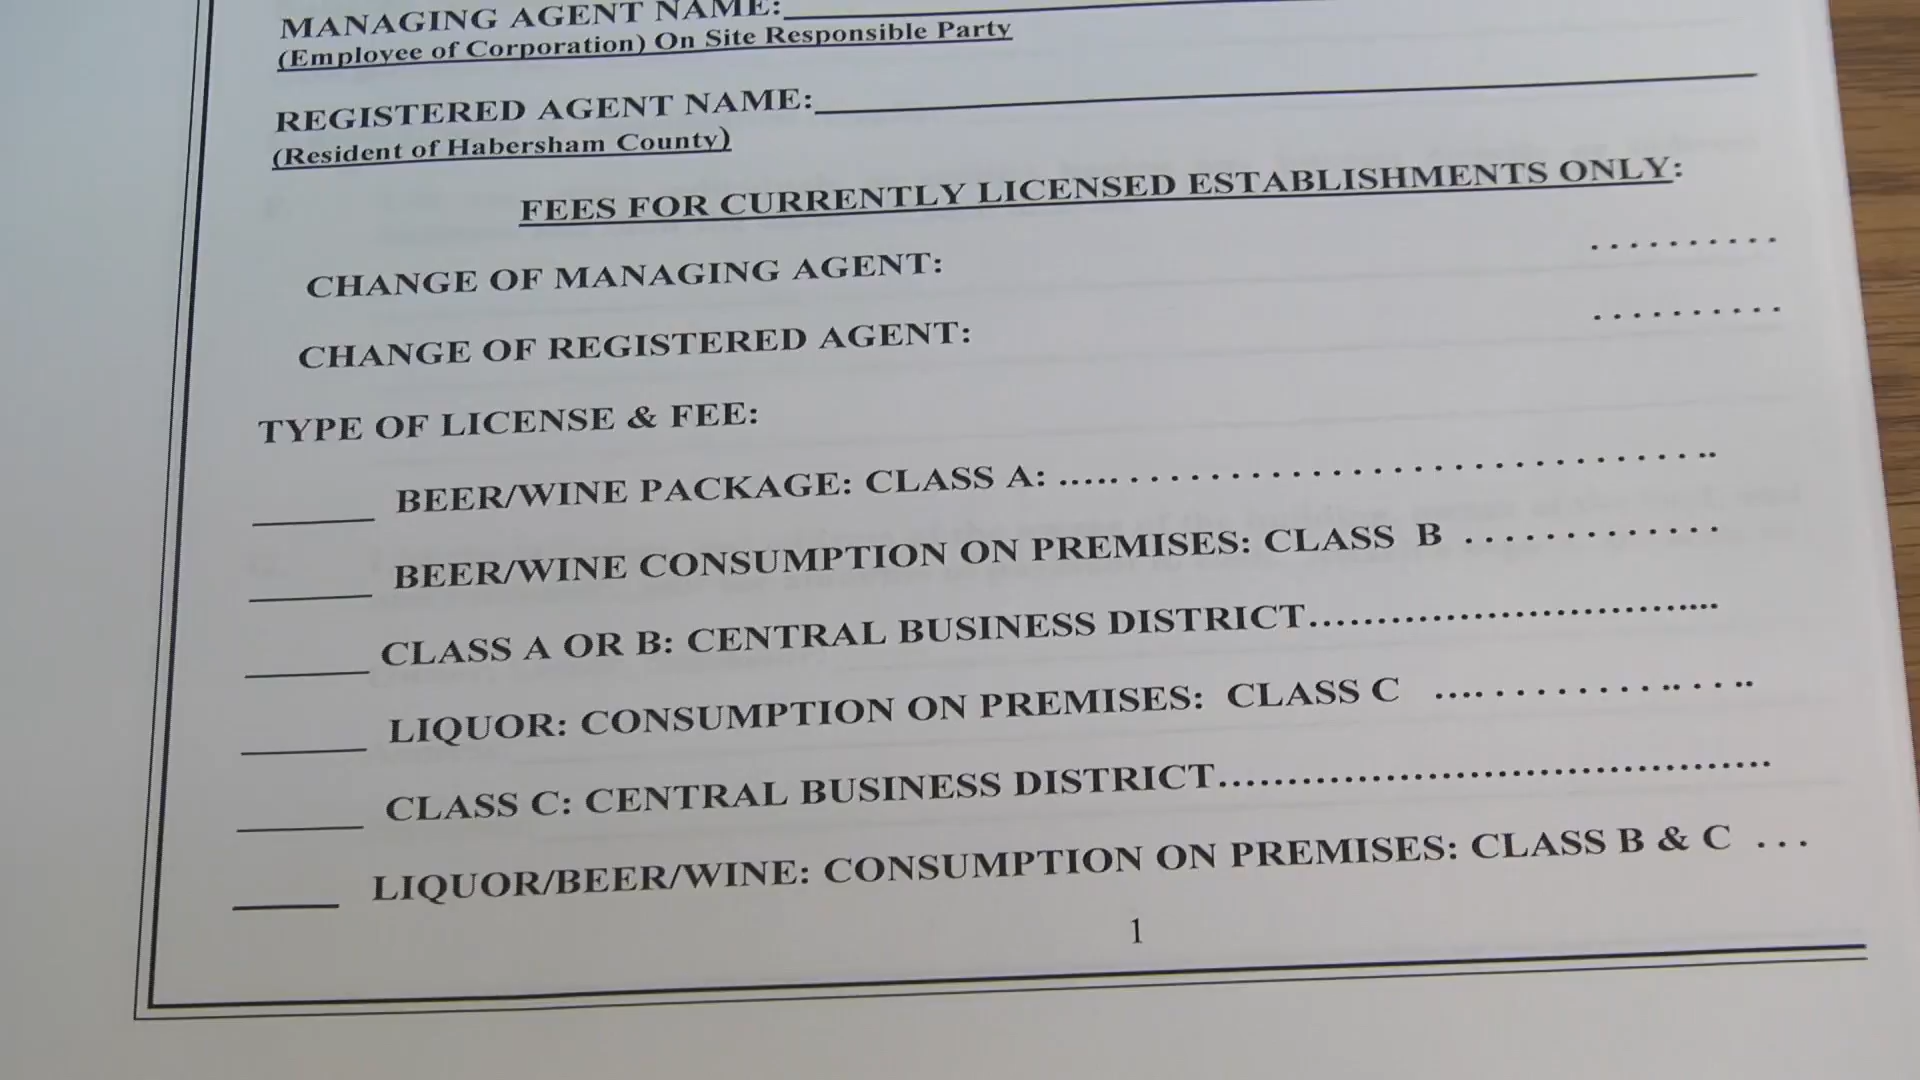 MANAGING AGENT NAME:
(Employee of Corporation) On Site Responsible Party
REGISTERED AGENT NAME:
(Resident of Habersham County)
FEES FOR CURRENTLY LICENSED ESTABLISHMENTS ONLY:
CHANGE OF MANAGING AGENT: ..........
CHANGE OF REGISTERED AGENT: ..........
TYPE OF LICENSE & FEE:
BEER/WINE PACKAGE: CLASS A: .....................................
BEER/WINE CONSUMPTION ON PREMISES: CLASS B ............
CLASS A OR B: CENTRAL BUSINESS DISTRICT.................................
LIQUOR: CONSUMPTION ON PREMISES: CLASS C ...................
CLASS C: CENTRAL BUSINESS DISTRICT........................................
LIQUOR/BEER/WINE: CONSUMPTION ON PREMISES: CLASS B & C ...
1